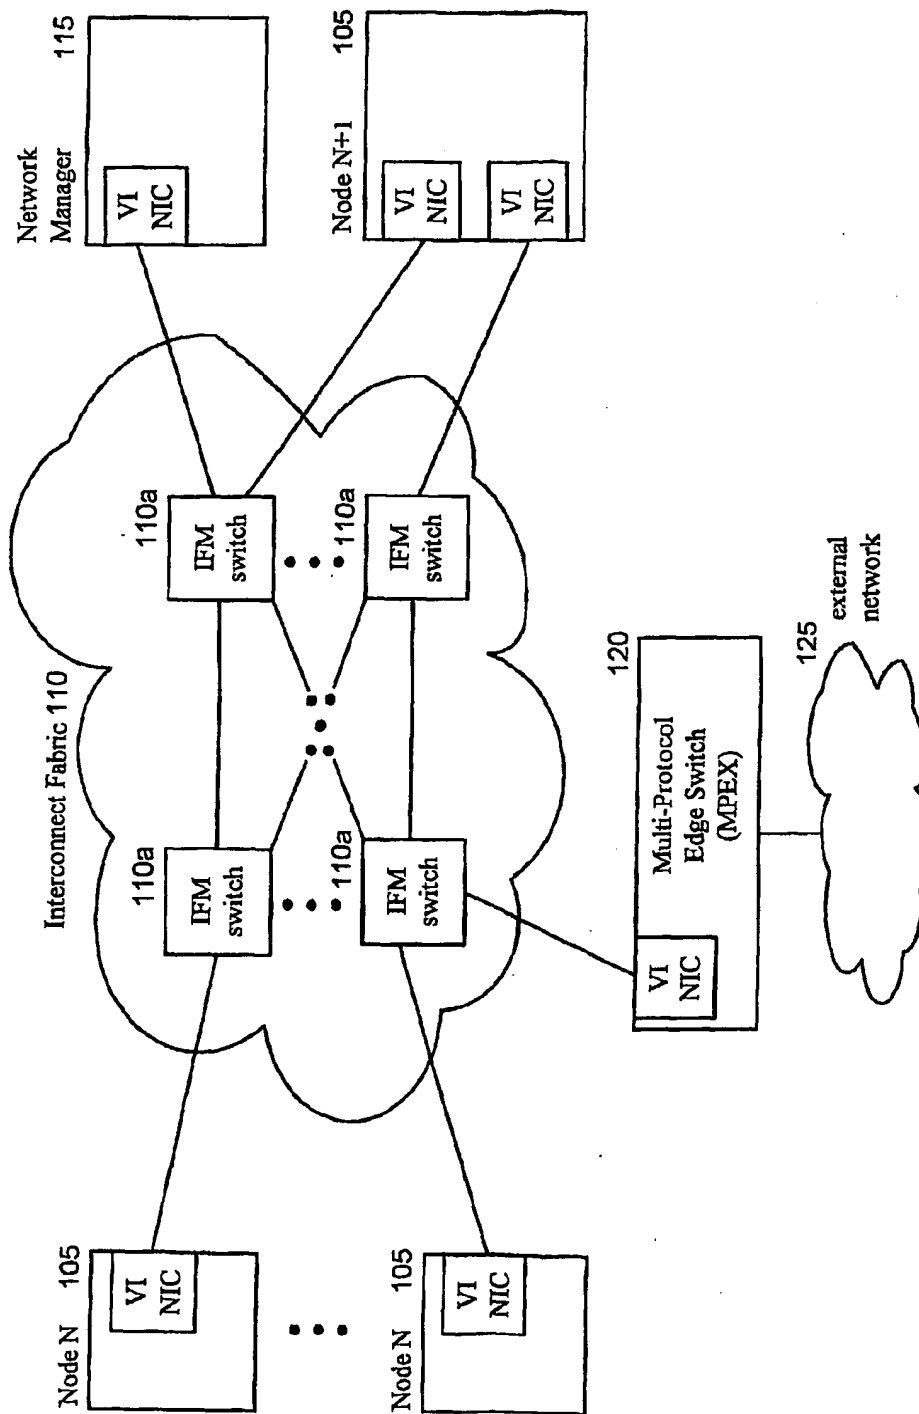 Network
Manager
115
VI
NIC
Node N+1
105
VI
NIC
VI
NIC
Interconnect Fabric 110
110a
IFM
switch
110a
IFM
switch
110a
IFM
switch
110a
IFM
switch
Node N
105
VI
NIC
Node N
105
VI
NIC
120
VI
NIC
Multi-Protocol
Edge Switch
(MPEX)
125
external
network